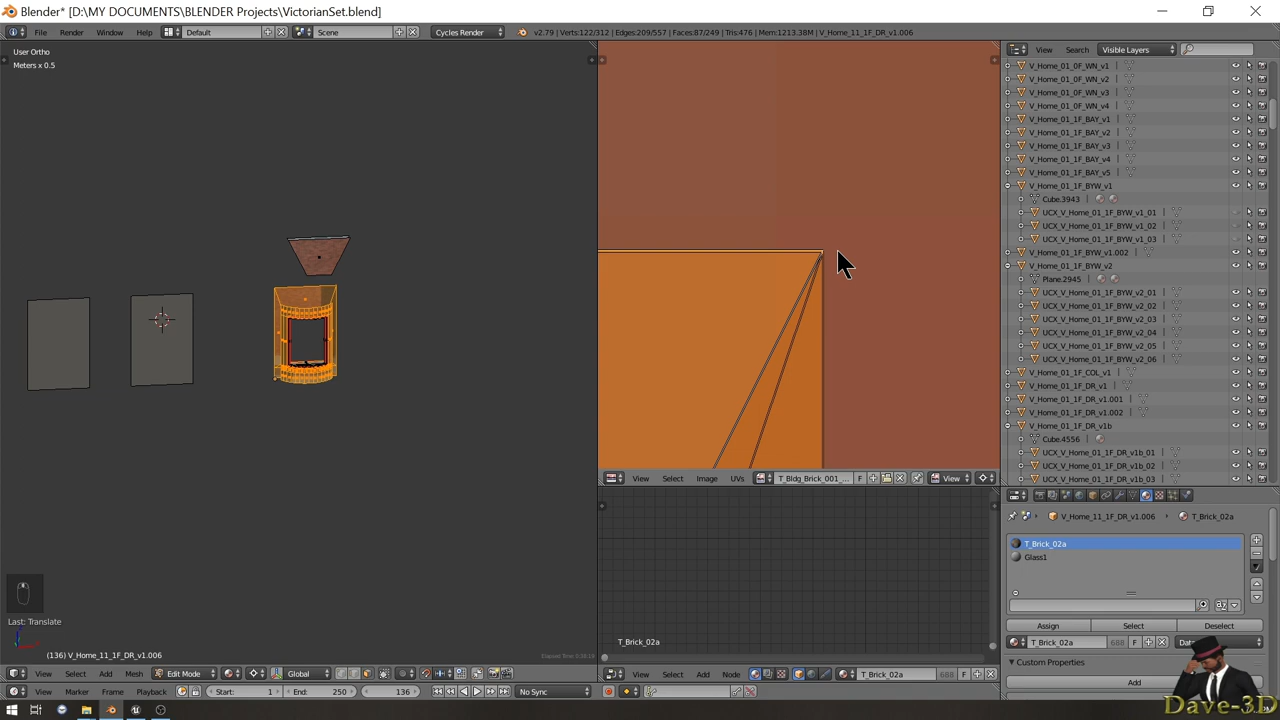 Blender* [D:\MY DOCUMENTS\BLENDER Projects\VictorianSet.blend]
File Render Window Help Default Scene Cycles Render v2.79 | Verts:122/312 | Edges:209/557 | Faces:87/249 | Tris:476 | Mem:1213.38M | V_Home_11_1F_DR_v1.006
User Ortho
Meters x 0.5
View Search Visible Layers
V_Home_01_0F_WN_v1
V_Home_01_0F_WN_v2
V_Home_01_0F_WN_v3
V_Home_01_0F_WN_v4
V_Home_01_1F_BAY_v1
V_Home_01_1F_BAY_v2
V_Home_01_1F_BAY_v3
V_Home_01_1F_BAY_v4
V_Home_01_1F_BAY_v5
V_Home_01_1F_BYW_v1
Cube.3943
UCX_V_Home_01_1F_BYW_v1_01
UCX_V_Home_01_1F_BYW_v1_02
UCX_V_Home_01_1F_BYW_v1_03
V_Home_01_1F_BYW_v1.002
V_Home_01_1F_BYW_v2
Plane.2945
UCX_V_Home_01_1F_BYW_v2_01
UCX_V_Home_01_1F_BYW_v2_02
UCX_V_Home_01_1F_BYW_v2_03
UCX_V_Home_01_1F_BYW_v2_04
UCX_V_Home_01_1F_BYW_v2_05
UCX_V_Home_01_1F_BYW_v2_06
V_Home_01_1F_COL_v1
V_Home_01_1F_DR_v1
V_Home_01_1F_DR_v1.001
V_Home_01_1F_DR_v1.002
V_Home_01_1F_DR_v1b
Cube.4556
UCX_V_Home_01_1F_DR_v1b_01
UCX_V_Home_01_1F_DR_v1b_02
UCX_V_Home_01_1F_DR_v1b_03
View Select Image UVs T_Bldg_Brick_001_... F View
V_Home_11_1F_DR_v1.006 T_Brick_02a
T_Brick_02a
Glass1
Assign Select Deselect
T_Brick_02a 688 F Data
Custom Properties
Add
Last: Translate
(136) V_Home_11_1F_DR_v1.006
T_Brick_02a
View Select Add Mesh Edit Mode Global
View Select Add Node T_Brick_02a 688 F
View Marker Frame Playback Start: 1 End: 250 136 No Sync
Dave-3D